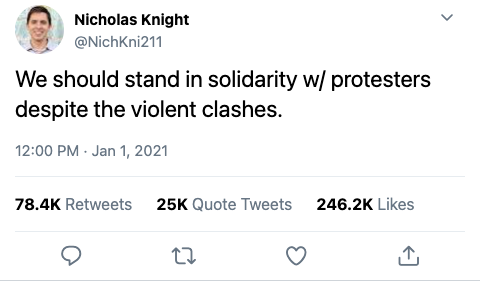 Nicholas Knight
@NichKni211
We should stand in solidarity w/ protesters
despite the violent clashes.
12:00 PM · Jan 1, 2021
78.4K Retweets 25K Quote Tweets 246.2K Likes